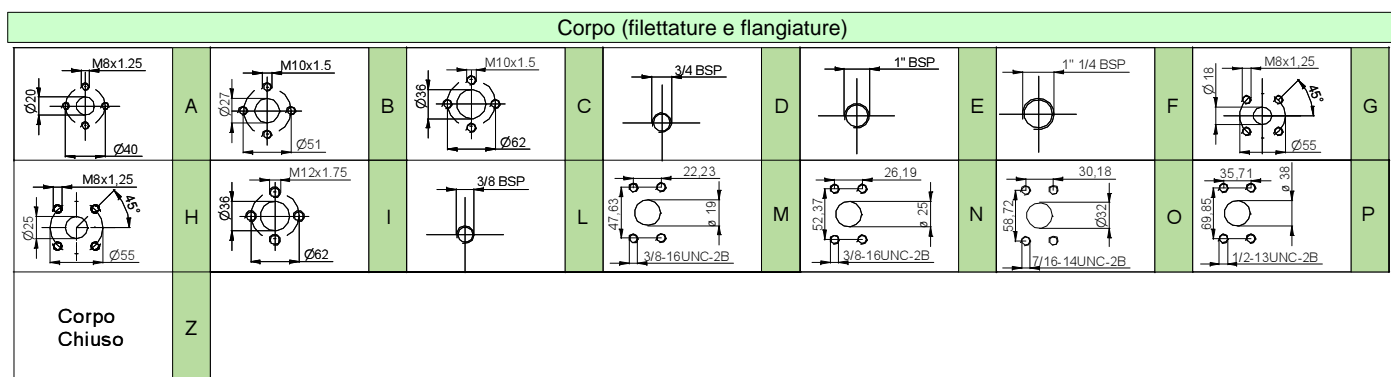 Corpo (filettature e flangiature)
M8x1.25
Ø20
Ø40
A
M10x1.5
Ø27
Ø51
B
M10x1.5
Ø36
Ø62
C
3/4 BSP
D
1" BSP
E
1" 1/4 BSP
F
Ø 18
M8x1,25
45°
Ø55
G
M8x1,25
45°
Ø25
Ø55
H
M12x1.75
Ø36
Ø62
I
3/8 BSP
L
22,23
47,63
ø 19
3/8-16UNC-2B
M
26,19
52,37
ø 25
3/8-16UNC-2B
N
30,18
58,72
Ø32
7/16-14UNC-2B
O
35,71
69,85
ø 38
1/2-13UNC-2B
P
Corpo
Chiuso
Z